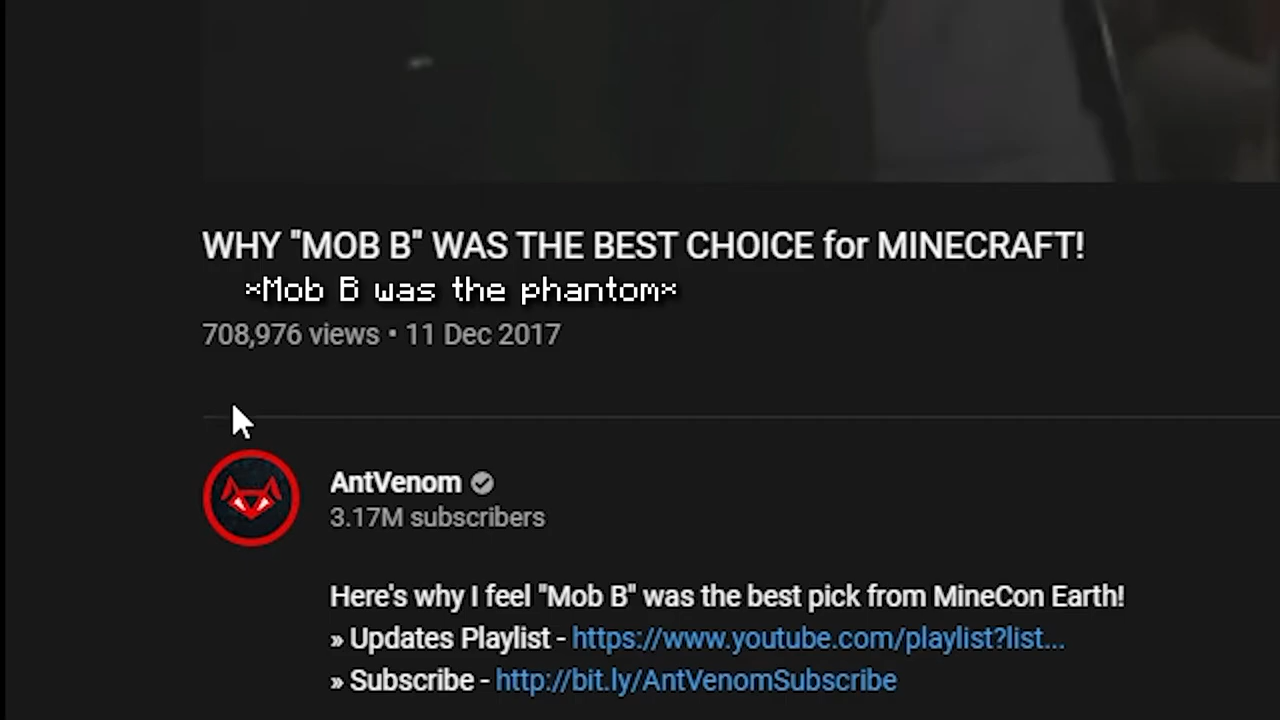 WHY "MOB B" WAS THE BEST CHOICE for MINECRAFT!
×Mob B was the phantom×
708,976 views • 11 Dec 2017
AntVenom
3.17M subscribers
Here's why I feel "Mob B" was the best pick from MineCon Earth!
» Updates Playlist - https://www.youtube.com/playlist?list...
» Subscribe - http://bit.ly/AntVenomSubscribe